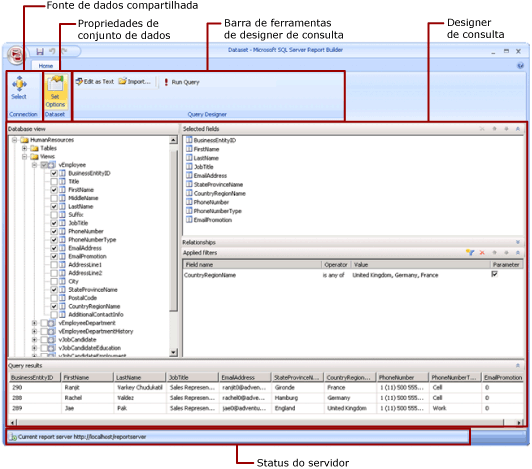 Fonte de dados compartilhada
Propriedades de
conjunto de dados
Barra de ferramentas
de designer de consulta
Designer
de consulta
Dataset - Microsoft SQL Server Report Builder
Home
Select
Set
Options
Edit as Text
Import...
Run Query
Connection
Dataset
Query Designer
Database view
HumanResources
Tables
Views
vEmployee
BusinessEntityID
Title
FirstName
MiddleName
LastName
Suffix
JobTitle
PhoneNumber
PhoneNumberType
EmailAddress
EmailPromotion
AddressLine1
AddressLine2
City
StateProvinceName
PostalCode
CountryRegionName
AdditionalContactInfo
vEmployeeDepartment
vEmployeeDepartmentHistory
vJobCandidate
vJobCandidateEducation
vJobCandidateEmployment
Selected fields
BusinessEntityID
FirstName
LastName
JobTitle
EmailAddress
StateProvinceName
CountryRegionName
PhoneNumber
PhoneNumberType
EmailPromotion
Relationships
Applied filters
Field name Operator Value Parameter
CountryRegionName is any of United Kingdom, Germany, France
Query results
BusinessEntityID FirstName LastName JobTitle EmailAddress StateProvinceN... CountryRegion... PhoneNumber PhoneNumberT... EmailPromotion
290 Ranjit Varkey Chudukatil Sales Represen... ranjit0@adven... Gironde France 1 (11) 500 555... Cell 0
288 Rachel Valdez Sales Represen... rachel0@adve... Hamburg Germany 1 (11) 500 555... Cell 0
289 Jae Pak Sales Represen... jae0@adventu... England United Kingdom 1 (11) 500 555... Work 0
Current report server http://localhost/reportserver
Status do servidor